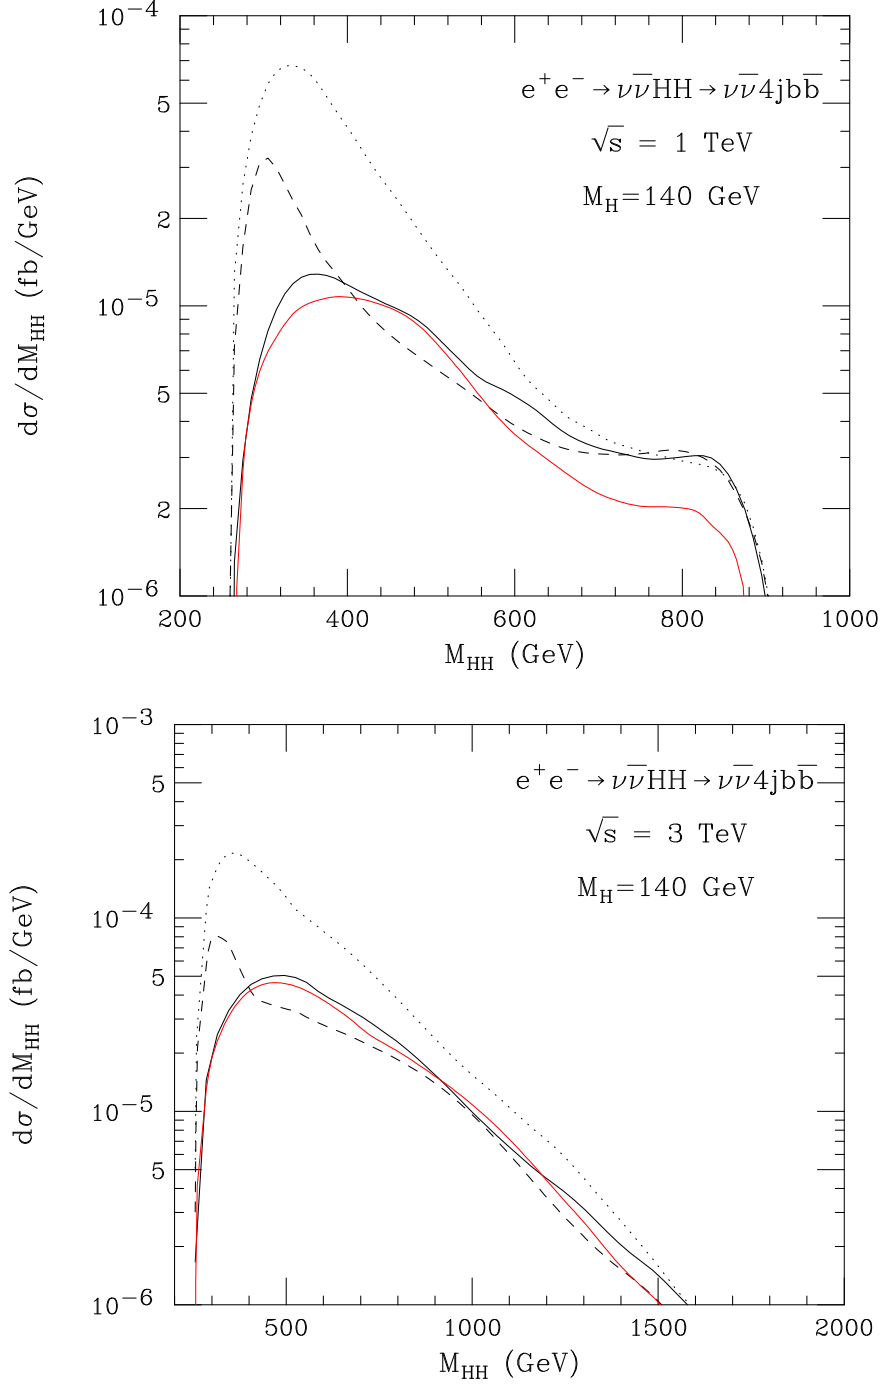 10⁻⁴
e⁺e⁻→νν̅HH→νν̅4jbb̅
5
√s = 1 TeV
M_H=140 GeV
2
dσ/dM_HH (fb/GeV)
10⁻⁵
5
2
10⁻⁶
200 400 600 800 1000
M_HH (GeV)
10⁻³
e⁺e⁻→νν̅HH→νν̅4jbb̅
5
√s = 3 TeV
M_H=140 GeV
10⁻⁴
dσ/dM_HH (fb/GeV)
5
10⁻⁵
5
10⁻⁶
500 1000 1500 2000
M_HH (GeV)